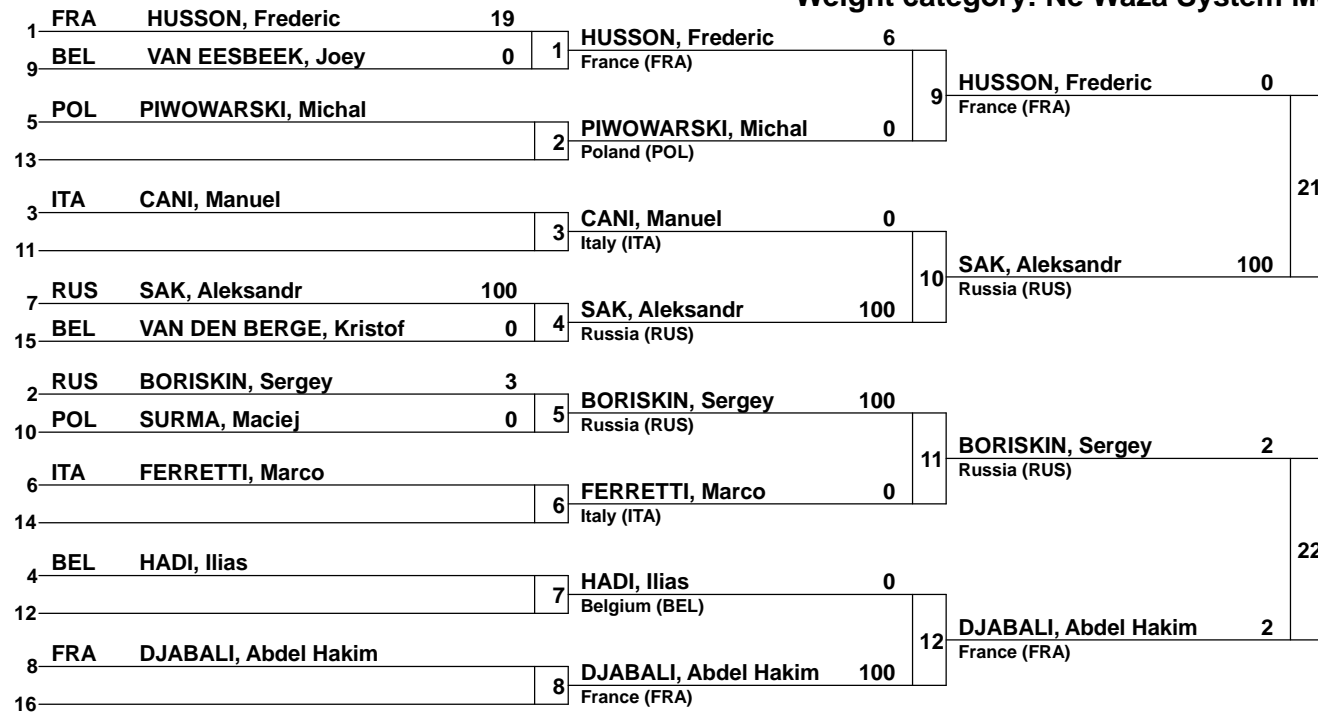 Weight category: Ne Waza System M
1 FRA HUSSON, Frederic 19
9 BEL VAN EESBEEK, Joey 0
1
HUSSON, Frederic 6
France (FRA)
5 POL PIWOWARSKI, Michal
13
2
PIWOWARSKI, Michal 0
Poland (POL)
9
HUSSON, Frederic 0
France (FRA)
3 ITA CANI, Manuel
11
3
CANI, Manuel 0
Italy (ITA)
7 RUS SAK, Aleksandr 100
15 BEL VAN DEN BERGE, Kristof 0
4
SAK, Aleksandr 100
Russia (RUS)
10
SAK, Aleksandr 100
Russia (RUS)
21
2 RUS BORISKIN, Sergey 3
10 POL SURMA, Maciej 0
5
BORISKIN, Sergey 100
Russia (RUS)
6 ITA FERRETTI, Marco
14
6
FERRETTI, Marco 0
Italy (ITA)
11
BORISKIN, Sergey 2
Russia (RUS)
4 BEL HADI, Ilias
12
7
HADI, Ilias 0
Belgium (BEL)
8 FRA DJABALI, Abdel Hakim
16
8
DJABALI, Abdel Hakim 100
France (FRA)
12
DJABALI, Abdel Hakim 2
France (FRA)
22